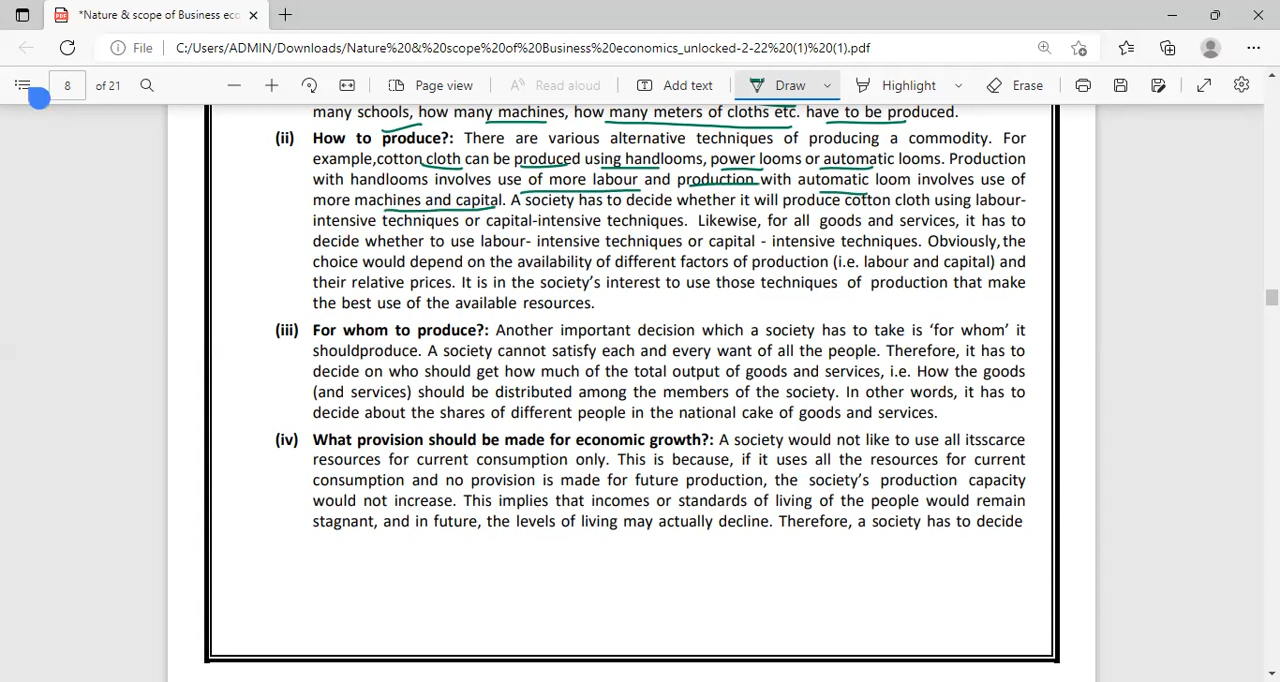 *Nature & scope of Business eco
File C:/Users/ADMIN/Downloads/Nature%20&%20scope%20of%20Business%20economics_unlocked-2-22%20(1)%20(1).pdf
8 of 21 Page view Read aloud Add text Draw Highlight Erase
many schools, how many machines, how many meters of cloths etc. have to be produced.
(ii) How to produce?: There are various alternative techniques of producing a commodity. For
example,cotton cloth can be produced using handlooms, power looms or automatic looms. Production
with handlooms involves use of more labour and production with automatic loom involves use of
more machines and capital. A society has to decide whether it will produce cotton cloth using labour-
intensive techniques or capital-intensive techniques. Likewise, for all goods and services, it has to
decide whether to use labour- intensive techniques or capital - intensive techniques. Obviously, the
choice would depend on the availability of different factors of production (i.e. labour and capital) and
their relative prices. It is in the society’s interest to use those techniques of production that make
the best use of the available resources.
(iii) For whom to produce?: Another important decision which a society has to take is ‘for whom’ it
shouldproduce. A society cannot satisfy each and every want of all the people. Therefore, it has to
decide on who should get how much of the total output of goods and services, i.e. How the goods
(and services) should be distributed among the members of the society. In other words, it has to
decide about the shares of different people in the national cake of goods and services.
(iv) What provision should be made for economic growth?: A society would not like to use all itsscarce
resources for current consumption only. This is because, if it uses all the resources for current
consumption and no provision is made for future production, the society’s production capacity
would not increase. This implies that incomes or standards of living of the people would remain
stagnant, and in future, the levels of living may actually decline. Therefore, a society has to decide